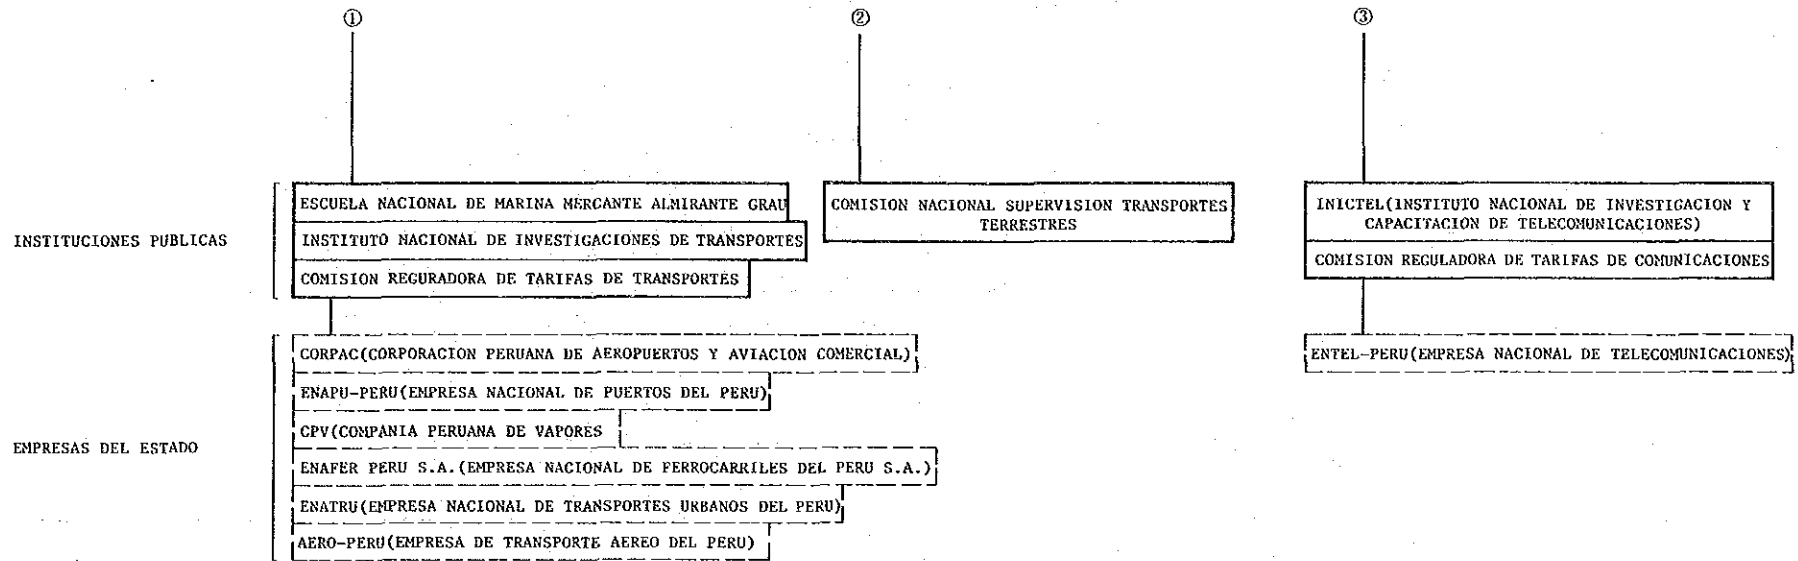 ① ② ③
INSTITUCIONES PUBLICAS
ESCUELA NACIONAL DE MARINA MERCANTE ALMIRANTE GRAU
INSTITUTO NACIONAL DE INVESTIGACIONES DE TRANSPORTES
COMISION REGURADORA DE TARIFAS DE TRANSPORTES
COMISION NACIONAL SUPERVISION TRANSPORTES
TERRESTRES
INICTEL(INSTITUTO NACIONAL DE INVESTIGACION Y
CAPACITACION DE TELECOMUNICACIONES)
COMISION REGULADORA DE TARIFAS DE COMUNICACIONES
EMPRESAS DEL ESTADO
CORPAC(CORPORACION PERUANA DE AEROPUERTOS Y AVIACION COMERCIAL)
ENAPU-PERU(EMPRESA NACIONAL DE PUERTOS DEL PERU)
CPV(COMPANIA PERUANA DE VAPORES
ENAFER PERU S.A.(EMPRESA NACIONAL DE FERROCARRILES DEL PERU S.A.)
ENATRU(EMPRESA NACIONAL DE TRANSPORTES URBANOS DEL PERU)
AERO-PERU(EMPRESA DE TRANSPORTE AEREO DEL PERU)
ENTEL-PERU(EMPRESA NACIONAL DE TELECOMUNICACIONES)